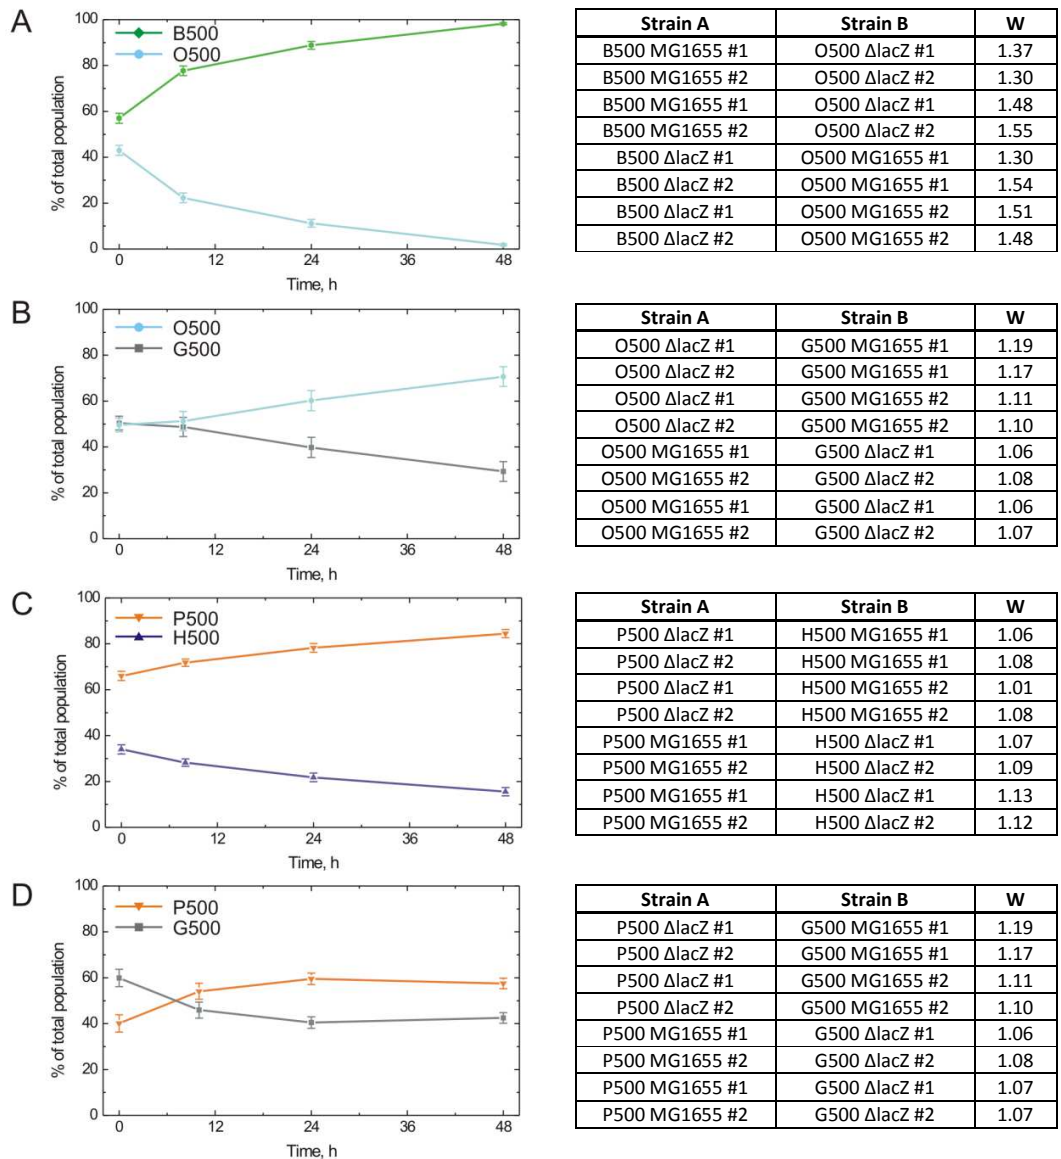 A
B500
O500
% of total population
100
80
60
40
20
0
0 12 24 36 48
Time, h
Strain A Strain B W
B500 MG1655 #1 O500 ΔlacZ #1 1.37
B500 MG1655 #2 O500 ΔlacZ #2 1.30
B500 MG1655 #1 O500 ΔlacZ #1 1.48
B500 MG1655 #2 O500 ΔlacZ #2 1.55
B500 ΔlacZ #1 O500 MG1655 #1 1.30
B500 ΔlacZ #2 O500 MG1655 #1 1.54
B500 ΔlacZ #1 O500 MG1655 #2 1.51
B500 ΔlacZ #2 O500 MG1655 #2 1.48
B
O500
G500
% of total population
100
80
60
40
20
0
0 12 24 36 48
Time, h
Strain A Strain B W
O500 ΔlacZ #1 G500 MG1655 #1 1.19
O500 ΔlacZ #2 G500 MG1655 #1 1.17
O500 ΔlacZ #1 G500 MG1655 #2 1.11
O500 ΔlacZ #2 G500 MG1655 #2 1.10
O500 MG1655 #1 G500 ΔlacZ #1 1.06
O500 MG1655 #2 G500 ΔlacZ #2 1.08
O500 MG1655 #1 G500 ΔlacZ #1 1.06
O500 MG1655 #2 G500 ΔlacZ #2 1.07
C
P500
H500
% of total population
100
80
60
40
20
0
0 12 24 36 48
Time, h
Strain A Strain B W
P500 ΔlacZ #1 H500 MG1655 #1 1.06
P500 ΔlacZ #2 H500 MG1655 #1 1.08
P500 ΔlacZ #1 H500 MG1655 #2 1.01
P500 ΔlacZ #2 H500 MG1655 #2 1.08
P500 MG1655 #1 H500 ΔlacZ #1 1.07
P500 MG1655 #2 H500 ΔlacZ #2 1.09
P500 MG1655 #1 H500 ΔlacZ #1 1.13
P500 MG1655 #2 H500 ΔlacZ #2 1.12
D
P500
G500
% of total population
100
80
60
40
20
0
0 12 24 36 48
Time, h
Strain A Strain B W
P500 ΔlacZ #1 G500 MG1655 #1 1.19
P500 ΔlacZ #2 G500 MG1655 #1 1.17
P500 ΔlacZ #1 G500 MG1655 #2 1.11
P500 ΔlacZ #2 G500 MG1655 #2 1.10
P500 MG1655 #1 G500 ΔlacZ #1 1.06
P500 MG1655 #2 G500 ΔlacZ #2 1.08
P500 MG1655 #1 G500 ΔlacZ #1 1.07
P500 MG1655 #2 G500 ΔlacZ #2 1.07